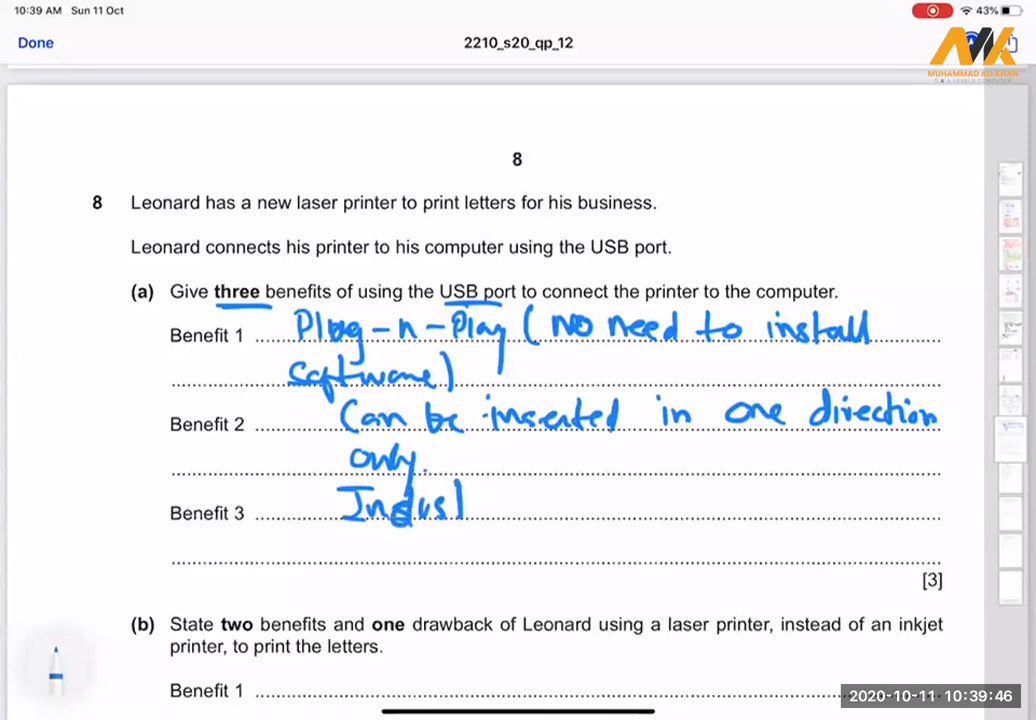 10:39 AM Sun 11 Oct
43%
Done
2210_s20_qp_12
MUHAMMAD ALI KHAN
O & A LEVELS COMPUTER
8
8 Leonard has a new laser printer to print letters for his business.
Leonard connects his printer to his computer using the USB port.
(a) Give three benefits of using the USB port to connect the printer to the computer.
Benefit 1 Plug-n-Play (No need to install
software)
Benefit 2 Can be inserted in one direction
only.
Benefit 3 Indust
[3]
(b) State two benefits and one drawback of Leonard using a laser printer, instead of an inkjet
printer, to print the letters.
Benefit 1
2020-10-11 10:39:46